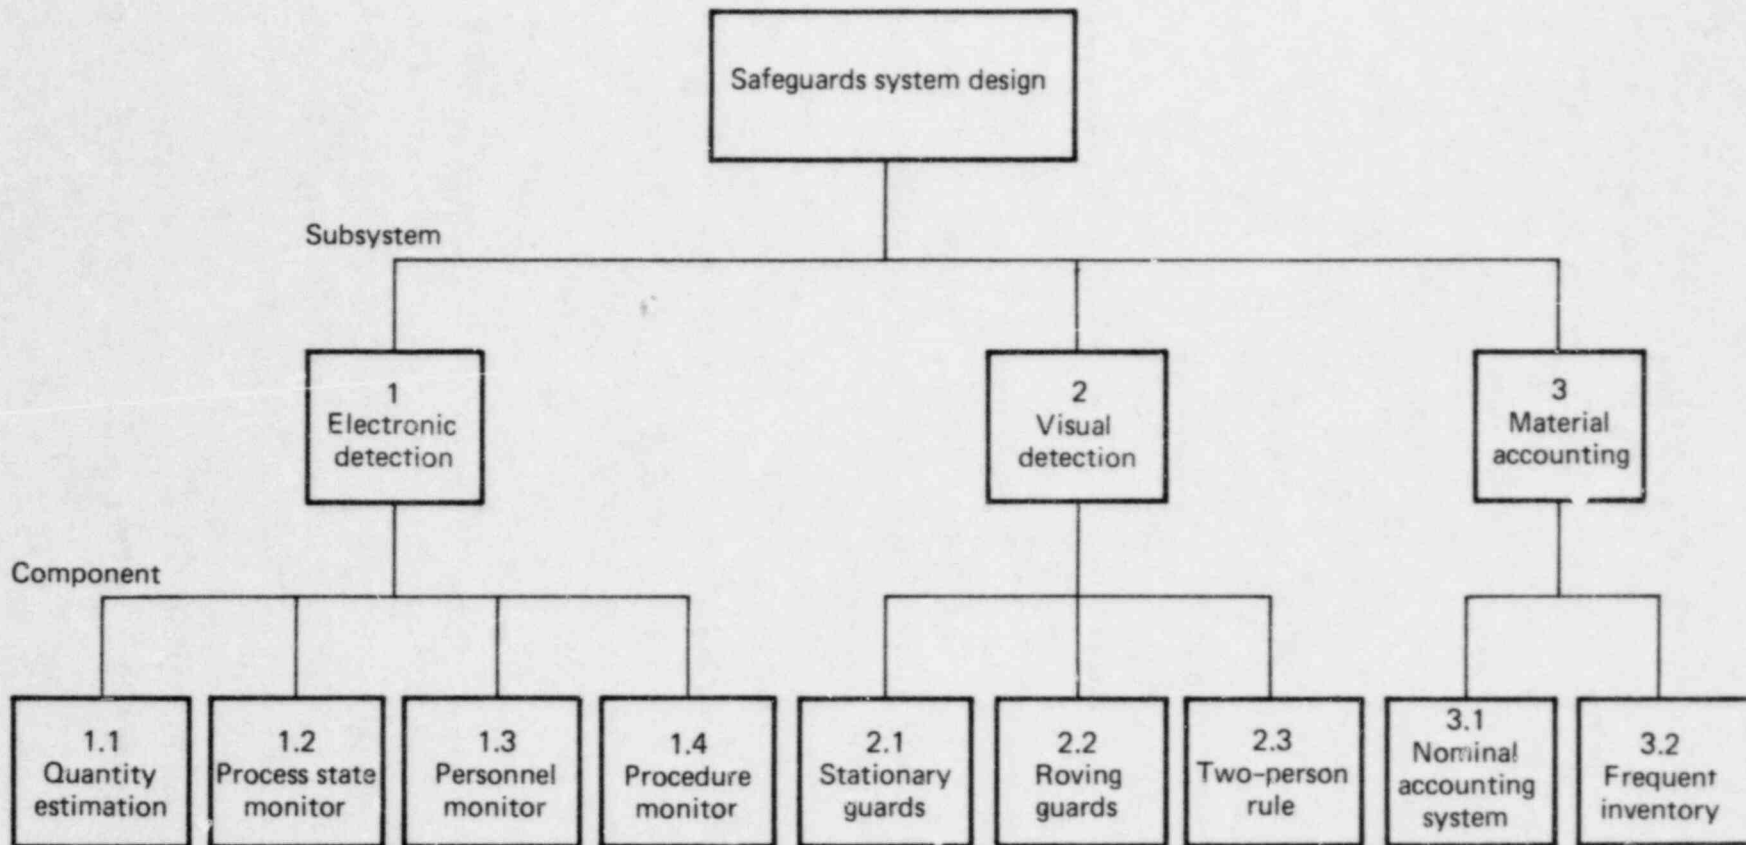 Safeguards system design
Subsystem
1
Electronic
detection
2
Visual
detection
3
Material
accounting
Component
1.1
Quantity
estimation
1.2
Process state
monitor
1.3
Personnel
monitor
1.4
Procedure
monitor
2.1
Stationary
guards
2.2
Roving
guards
2.3
Two-person
rule
3.1
Nominal
accounting
system
3.2
Frequent
inventory